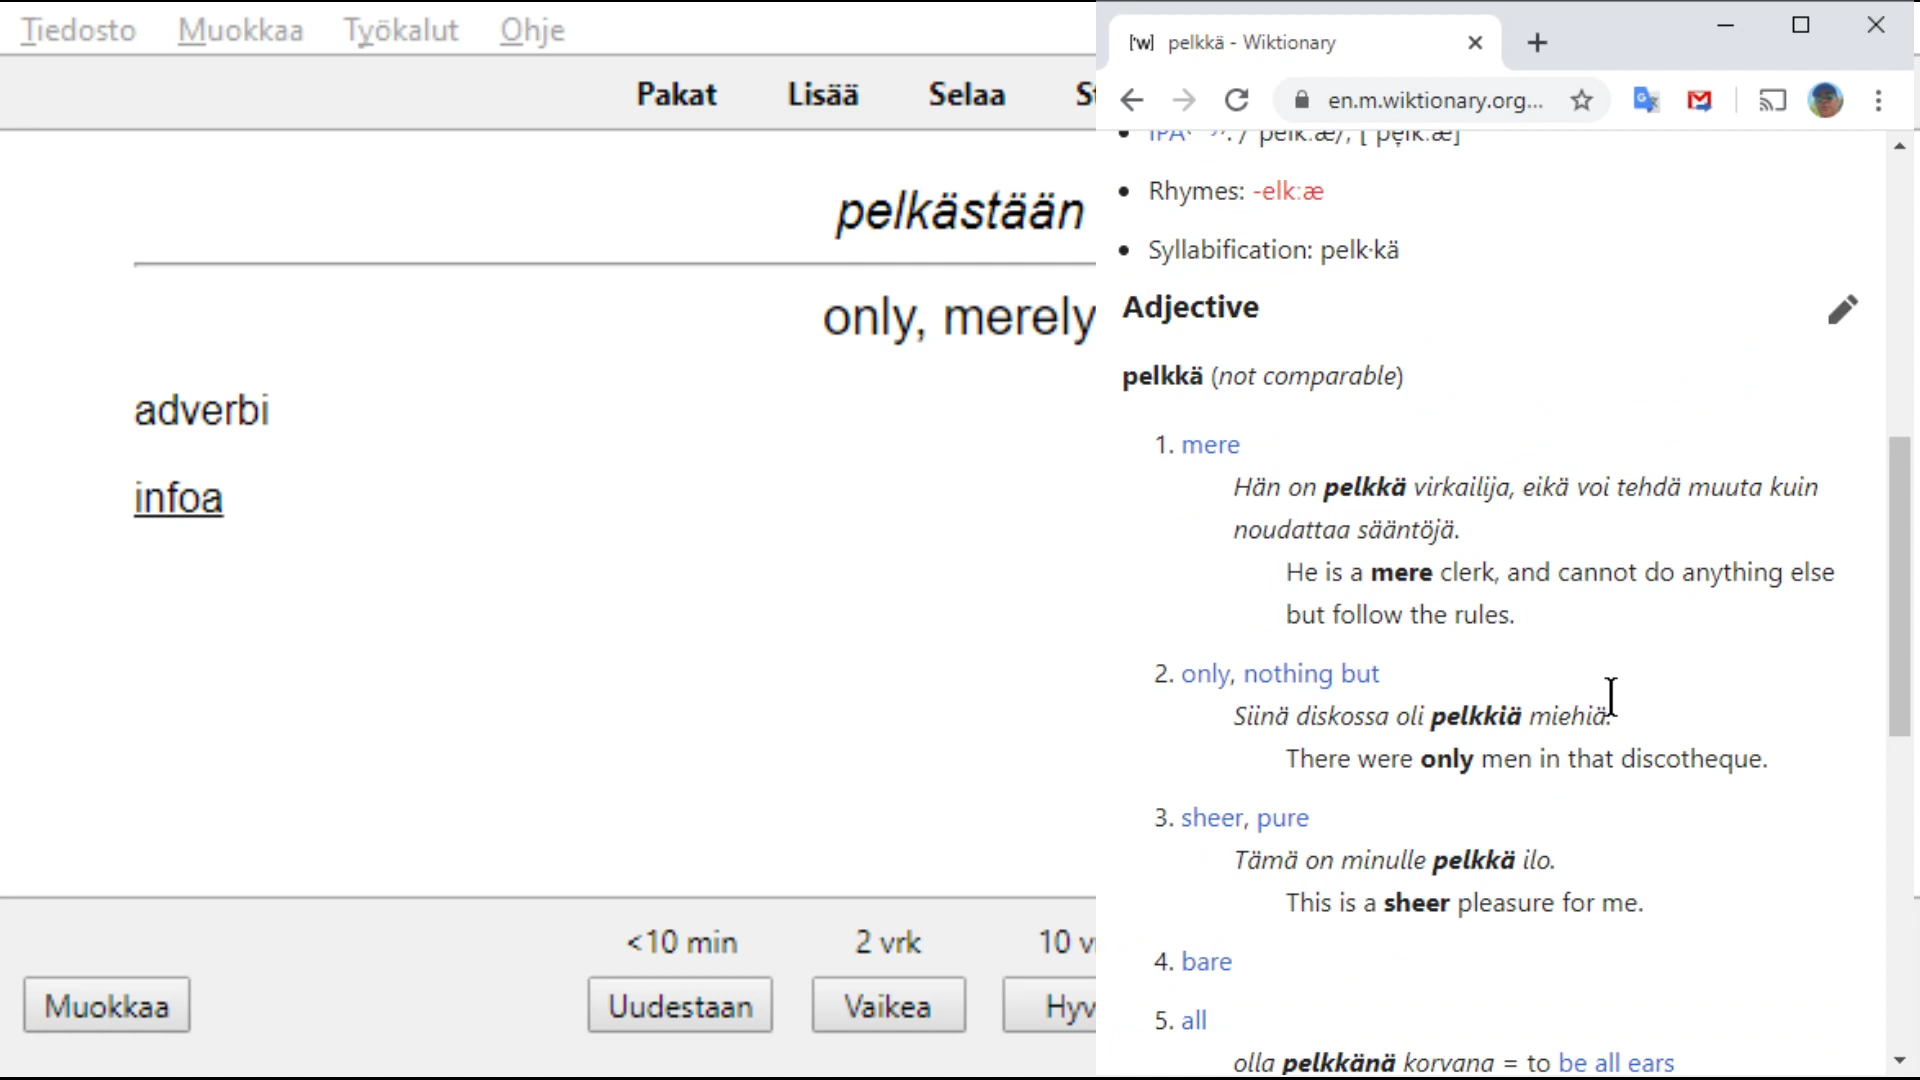 Tiedosto Muokkaa Työkalut Ohje
Pakat Lisää Selaa
pelkästään
only, merely
adverbi
infoa
<10 min 2 vrk 10
Muokkaa Uudestaan Vaikea
['w] pelkkä - Wiktionary
en.m.wiktionary.org...
Rhymes: -elkːæ
Syllabification: pelk·kä
Adjective
pelkkä (not comparable)
1. mere
Hän on pelkkä virkailija, eikä voi tehdä muuta kuin
noudattaa sääntöjä.
He is a mere clerk, and cannot do anything else
but follow the rules.
2. only, nothing but
Siinä diskossa oli pelkkiä miehiä.
There were only men in that discotheque.
3. sheer, pure
Tämä on minulle pelkkä ilo.
This is a sheer pleasure for me.
4. bare
5. all
olla pelkkänä korvana = to be all ears